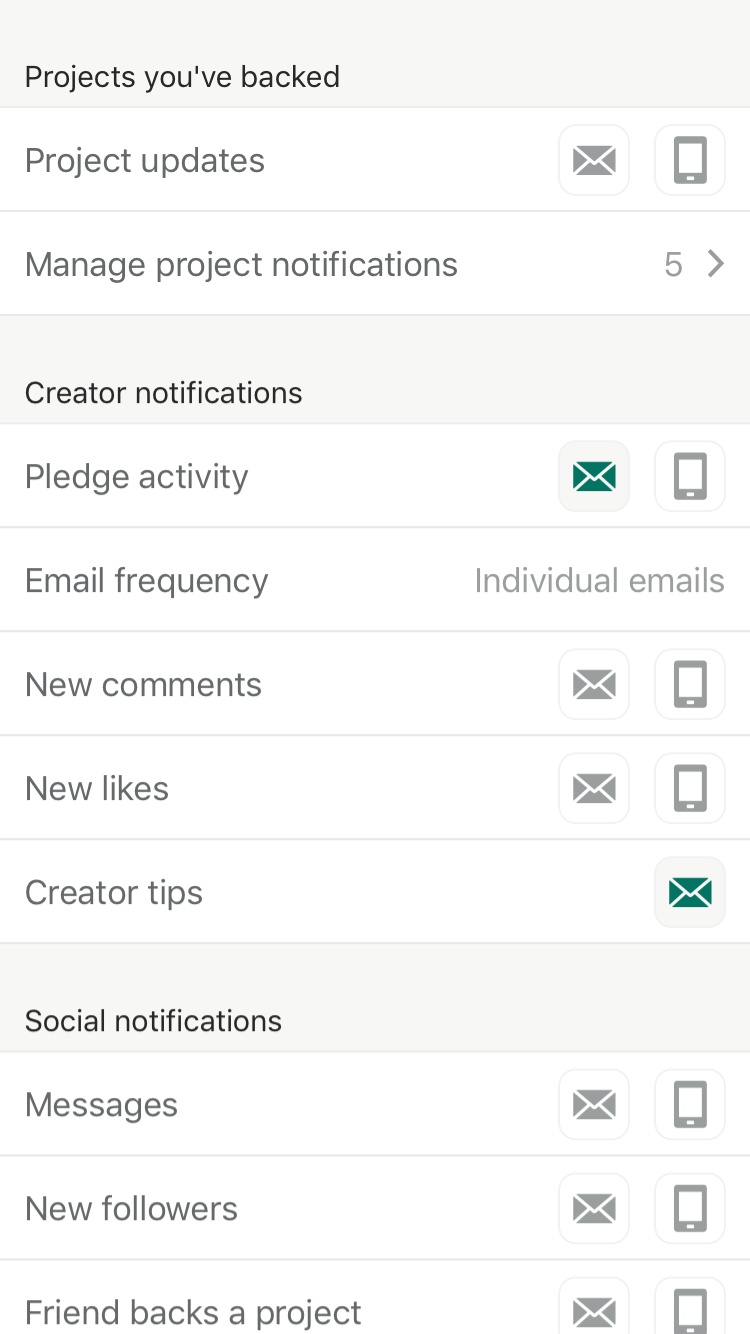 Projects you've backed
Project updates
Manage project notifications 5
Creator notifications
Pledge activity
Email frequency Individual emails
New comments
New likes
Creator tips
Social notifications
Messages
New followers
Friend backs a project